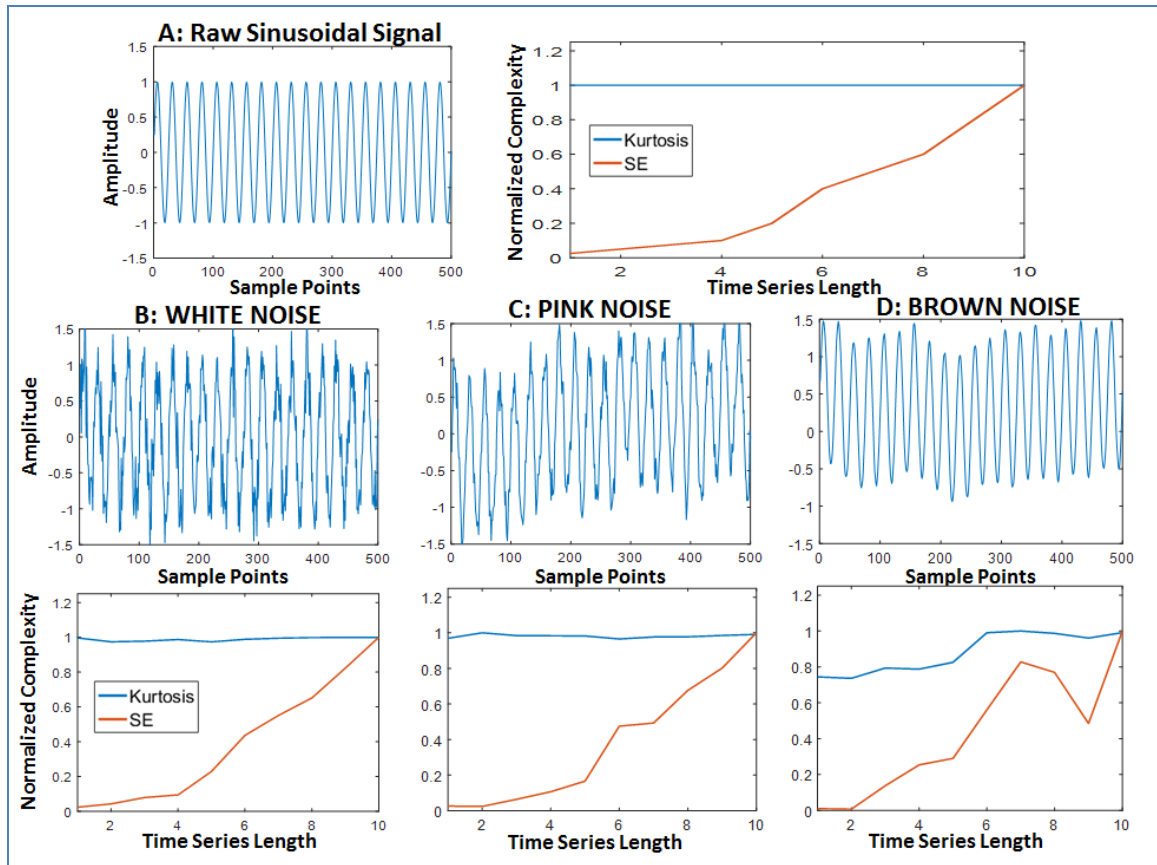 A: Raw Sinusoidal Signal
1.5
1
0.5
0
-0.5
-1
-1.5
Amplitude
0 100 200 300 400 500
Sample Points
1.2
1
0.8
0.6
0.4
0.2
0
Normalized Complexity
Kurtosis
SE
2 4 6 8 10
Time Series Length
B: WHITE NOISE
1.5
1
0.5
0
-0.5
-1
-1.5
Amplitude
0 100 200 300 400 500
Sample Points
C: PINK NOISE
1.5
1
0.5
0
-0.5
-1
-1.5
0 100 200 300 400 500
Sample Points
D: BROWN NOISE
1.5
1
0.5
0
-0.5
-1
-1.5
0 100 200 300 400 500
Sample Points
1.2
1
0.8
0.6
0.4
0.2
0
Normalized Complexity
Kurtosis
SE
2 4 6 8 10
Time Series Length
1.2
1
0.8
0.6
0.4
0.2
0
2 4 6 8 10
Time Series Length
1.2
1
0.8
0.6
0.4
0.2
0
2 4 6 8 10
Time Series Length